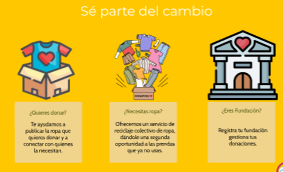 Sé parte del cambio
¿Quieres donar?
Te ayudamos a
publicar la ropa que
quieras donar y a
conectar con quienes
la necesitan.
¿Necesitas ropa?
Ofrecemos un servicio de
reciclaje colectivo de ropa,
dándole una segunda
oportunidad a las prendas
que ya no usas.
¿Eres Fundación?
Registra tu fundación
gestiona tus
donaciones.